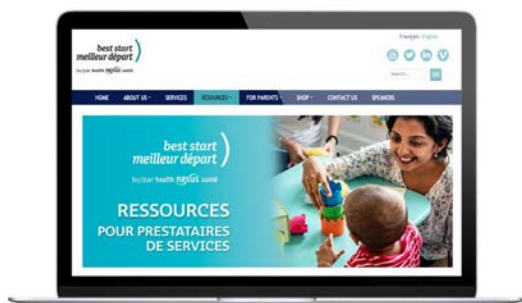 best start
meilleur départ
by/par health nexus santé
Français English
Search...
GO
HOME ABOUT US SERVICES RESOURCES FOR PARENTS SHOP CONTACT US SPEAKERS
best start
meilleur départ
by/par health nexus santé
RESSOURCES
POUR PRESTATAIRES
DE SERVICES